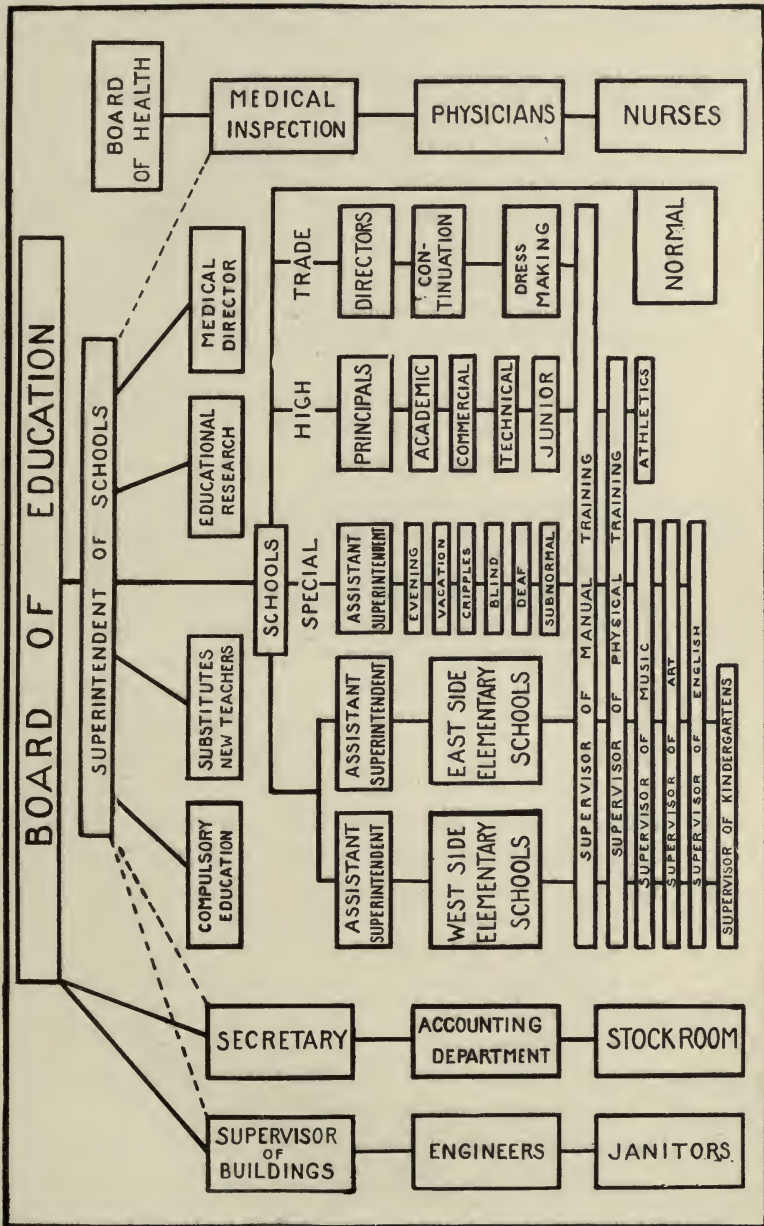 BOARD OF EDUCATION
BOARD
OF HEALTH
SUPERINTENDENT OF SCHOOLS
SUPERVISOR
OF
BUILDINGS
SECRETARY
COMPULSORY
EDUCATION
SUBSTITUTES
NEW TEACHERS
EDUCATIONAL
RESEARCH
MEDICAL
DIRECTOR
MEDICAL
INSPECTION
SCHOOLS
SPECIAL
HIGH
TRADE
ENGINEERS
ACCOUNTING
DEPARTMENT
ASSISTANT
SUPERINTENDENT
ASSISTANT
SUPERINTENDENT
ASSISTANT
SUPERINTENDENT
PRINCIPALS
DIRECTORS
PHYSICIANS
WEST SIDE
ELEMENTARY
SCHOOLS
EAST SIDE
ELEMENTARY
SCHOOLS
EVENING
VACATION
CRIPPLES
BLIND
DEAF
SUBNORMAL
ACADEMIC
COMMERCIAL
TECHNICAL
JUNIOR
CON-
TINUATION
DRESS
MAKING
JANITORS
STOCKROOM
SUPERVISOR OF MANUAL TRAINING
SUPERVISOR OF PHYSICAL TRAINING
SUPERVISOR OF MUSIC
SUPERVISOR OF ART
SUPERVISOR OF ENGLISH
SUPERVISOR OF KINDERGARTENS
ATHLETICS
NORMAL
NURSES